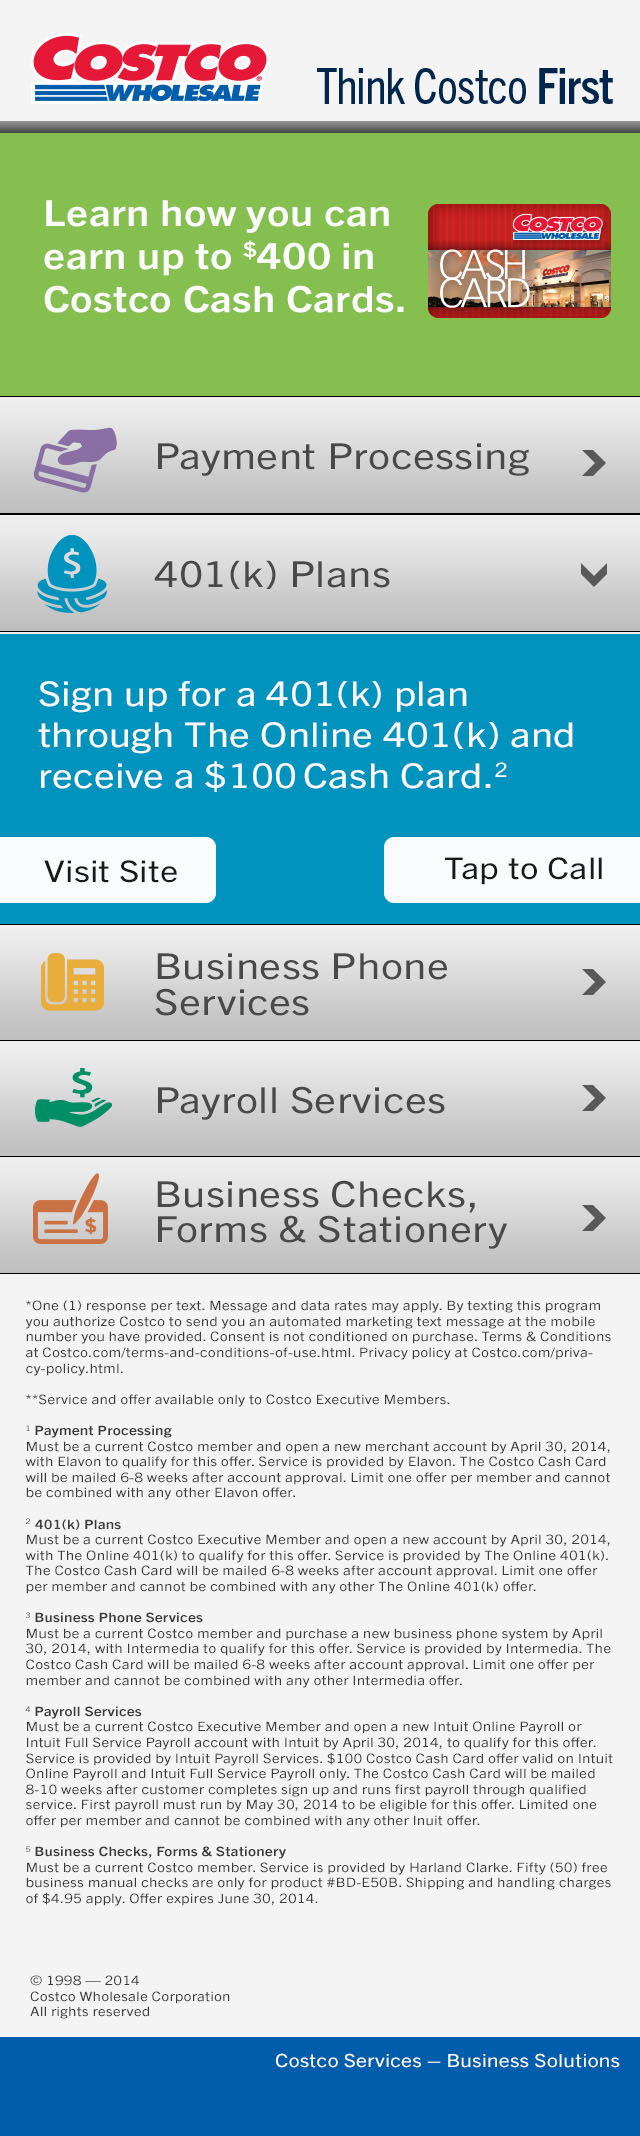 COSTCO
WHOLESALE
Think Costco First
Learn how you can
earn up to $400 in
Costco Cash Cards.
COSTCO
WHOLESALE
CASH
CARD
COSTCO
Payment Processing
$
401(k) Plans
Sign up for a 401(k) plan
through The Online 401(k) and
receive a $100 Cash Card.²
Visit Site
Tap to Call
Business Phone
Services
$
Payroll Services
$
Business Checks,
Forms & Stationery
*One (1) response per text. Message and data rates may apply. By texting this program
you authorize Costco to send you an automated marketing text message at the mobile
number you have provided. Consent is not conditioned on purchase. Terms & Conditions
at Costco.com/terms-and-conditions-of-use.html. Privacy policy at Costco.com/priva-
cy-policy.html.
**Service and offer available only to Costco Executive Members.
¹ Payment Processing
Must be a current Costco member and open a new merchant account by April 30, 2014,
with Elavon to qualify for this offer. Service is provided by Elavon. The Costco Cash Card
will be mailed 6-8 weeks after account approval. Limit one offer per member and cannot
be combined with any other Elavon offer.
² 401(k) Plans
Must be a current Costco Executive Member and open a new account by April 30, 2014,
with The Online 401(k) to qualify for this offer. Service is provided by The Online 401(k).
The Costco Cash Card will be mailed 6-8 weeks after account approval. Limit one offer
per member and cannot be combined with any other The Online 401(k) offer.
³ Business Phone Services
Must be a current Costco member and purchase a new business phone system by April
30, 2014, with Intermedia to qualify for this offer. Service is provided by Intermedia. The
Costco Cash Card will be mailed 6-8 weeks after account approval. Limit one offer per
member and cannot be combined with any other Intermedia offer.
⁴ Payroll Services
Must be a current Costco Executive Member and open a new Intuit Online Payroll or
Intuit Full Service Payroll account with Intuit by April 30, 2014, to qualify for this offer.
Service is provided by Intuit Payroll Services. $100 Costco Cash Card offer valid on Intuit
Online Payroll and Intuit Full Service Payroll only. The Costco Cash Card will be mailed
8-10 weeks after customer completes sign up and runs first payroll through qualified
service. First payroll must run by May 30, 2014 to be eligible for this offer. Limited one
offer per member and cannot be combined with any other Inuit offer.
⁵ Business Checks, Forms & Stationery
Must be a current Costco member. Service is provided by Harland Clarke. Fifty (50) free
business manual checks are only for product #BD-E50B. Shipping and handling charges
of $4.95 apply. Offer expires June 30, 2014.
© 1998 — 2014
Costco Wholesale Corporation
All rights reserved
Costco Services — Business Solutions